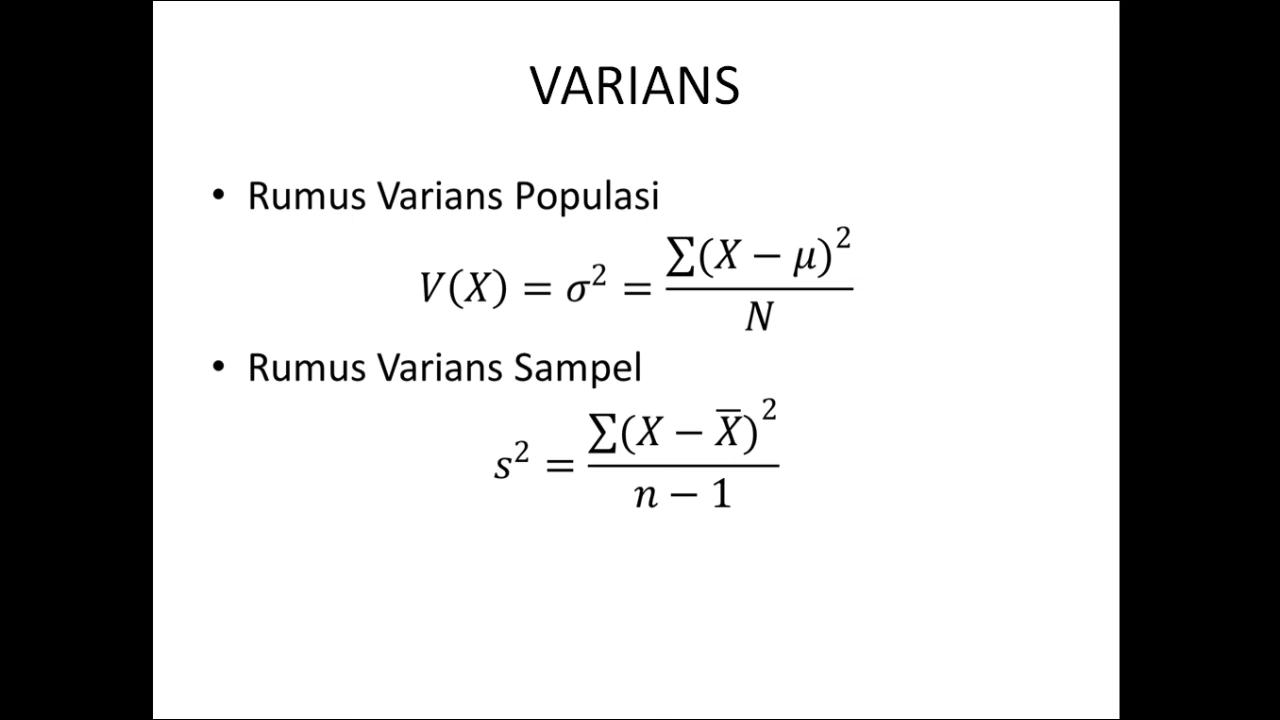 VARIANS
• Rumus Varians Populasi
V(X) = σ² = ∑(X − μ)² / N
• Rumus Varians Sampel
s² = ∑(X − X̅)² / n − 1